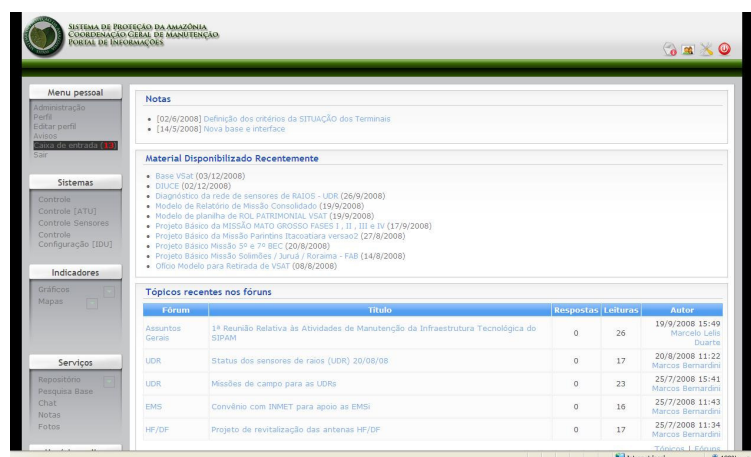 SISTEMA DE PROTEÇÃO DA AMAZÔNIA
COORDENAÇÃO GERAL DE MANUTENÇÃO
PORTAL DE INFORMAÇÕES
Menu pessoal
Administração
Perfil
Editar perfil
Avisos
Caixa de entrada (13)
Sair
Sistemas
Controle
Controle [ATU]
Controle Sensores
Controle
Configuração [IDU]
Indicadores
Gráficos
Mapas
Serviços
Repositório
Pesquisa Base
Chat
Notas
Fotos
Notas
[02/6/2008] Definição dos critérios da SITUAÇÃO dos Terminais
[14/5/2008] Nova base e interface
Material Disponibilizado Recentemente
Base VSat (03/12/2008)
DIUCE (02/12/2008)
Diagnóstico da rede de sensores de RAIOS - UDR (26/9/2008)
Modelo de Relatório de Missão Consolidado (19/9/2008)
Modelo de planilha de ROL PATRIMONIAL VSAT (19/9/2008)
Projeto Básico da MISSÃO MATO GROSSO FASES I , II , III e IV (17/9/2008)
Projeto Básico da Missão Parintins Itacoatiara versao2 (27/8/2008)
Projeto Básico Missão 5º e 7º BEC (20/8/2008)
Projeto Básico Missão Solimões / Juruá / Roraima - FAB (14/8/2008)
Ofício Modelo para Retirada de VSAT (08/8/2008)
Tópicos recentes nos fóruns
Fórum Título Respostas Leituras Autor
Assuntos Gerais 1ª Reunião Relativa às Atividades de Manutenção da Infraestrutura Tecnológica do SIPAM 0 26 19/9/2008 15:49 Marcelo Lelis Duarte
UDR Status dos sensores de raios (UDR) 20/08/08 0 17 20/8/2008 11:22 Marcos Bernardini
UDR Missões de campo para as UDRs 0 23 25/7/2008 15:41 Marcos Bernardini
EMS Convênio com INMET para apoio as EMSi 0 16 25/7/2008 11:43 Marcos Bernardini
HF/DF Projeto de revitalização das antenas HF/DF 0 17 25/7/2008 11:34 Marcos Bernardini
Tópicos | Fóruns